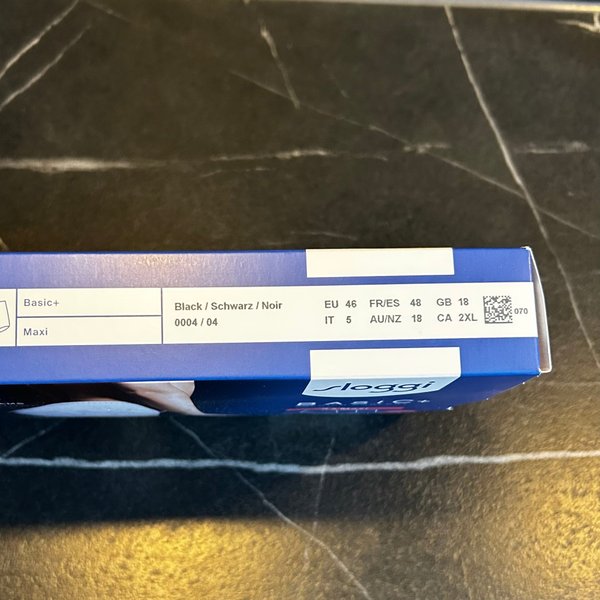 Basic+
Maxi
Black / Schwarz / Noir
0004 / 04
EU 46 FR/ES 48 GB 18
IT 5 AU/NZ 18 CA 2XL
070
sloggi
BASIC+